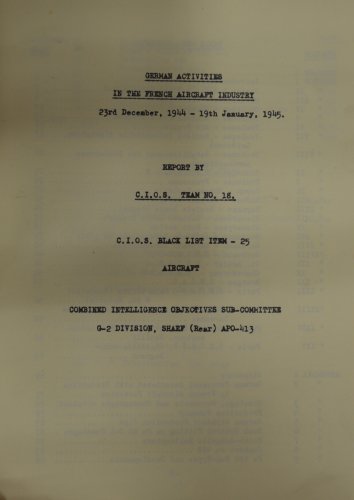 GERMAN ACTIVITIES
IN THE FRENCH AIRCRAFT INDUSTRY
23rd December, 1944 - 19th January, 1945.
REPORT BY
C.I.O.S. TEAM NO. 18.
C.I.O.S. BLACK LIST ITEM - 25
AIRCRAFT
COMBINED INTELLIGENCE OBJECTIVES SUB-COMMITTEE
G-2 DIVISION, SHAEF (Rear) APO-413